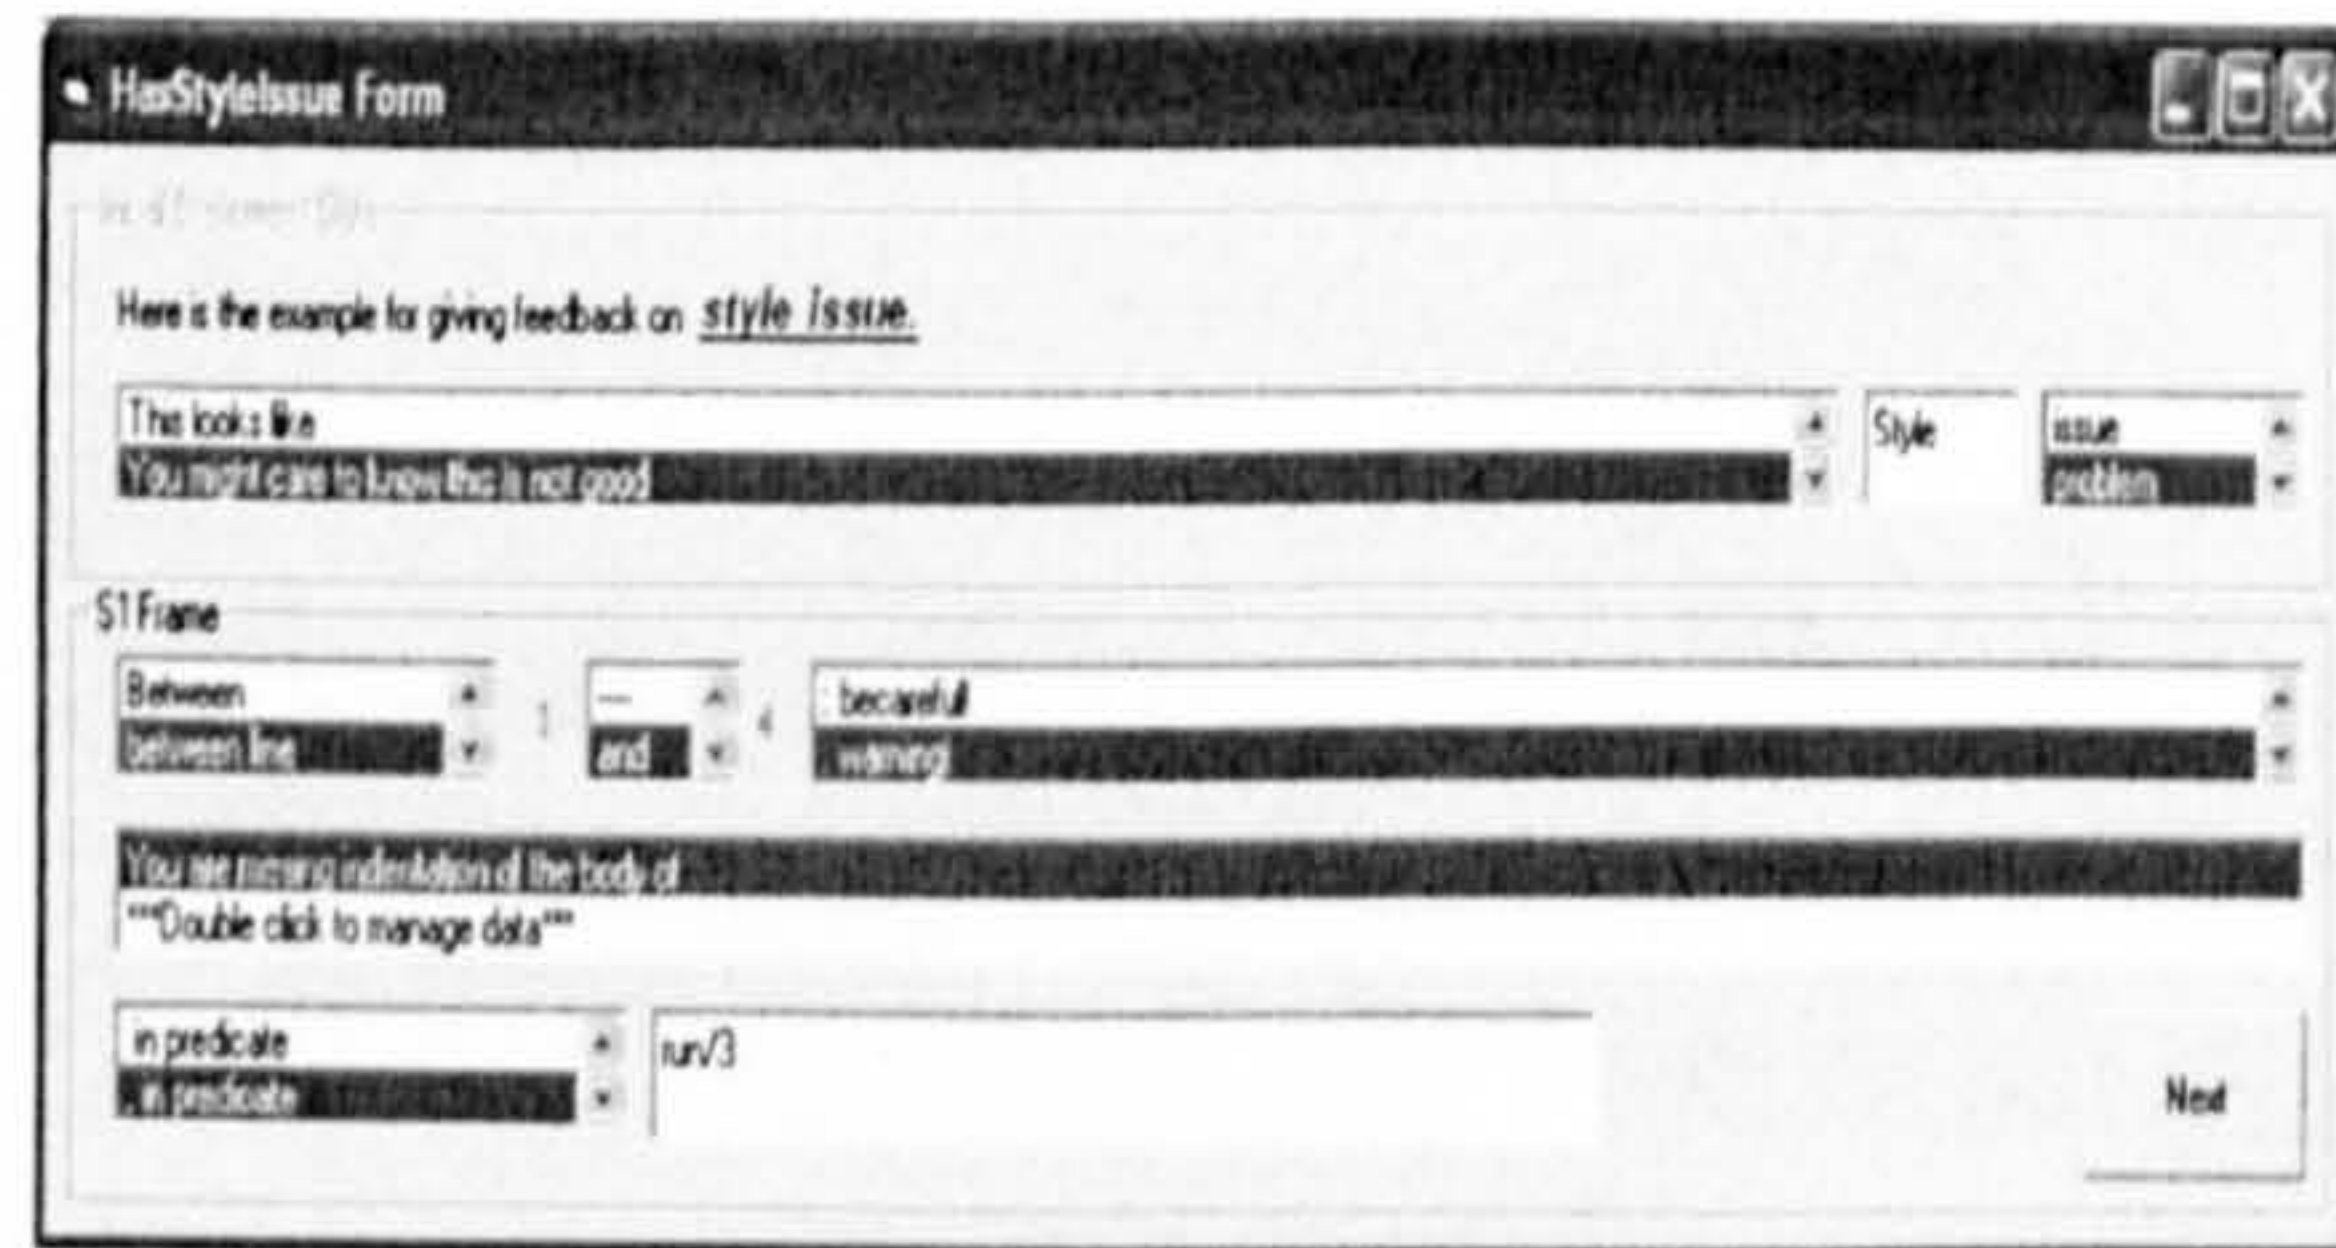 HasStyleIssue Form
Here is the example for giving feedback on style issue.
This looks like
You might care to know this is not good
Style
issue
problem
S1 Frame
Between
between line
---
and
4
: becarefull
: warning!
You are missing indentation of the body of
***Double click to manage data***
in predicate
, in predicate
run/3
Next